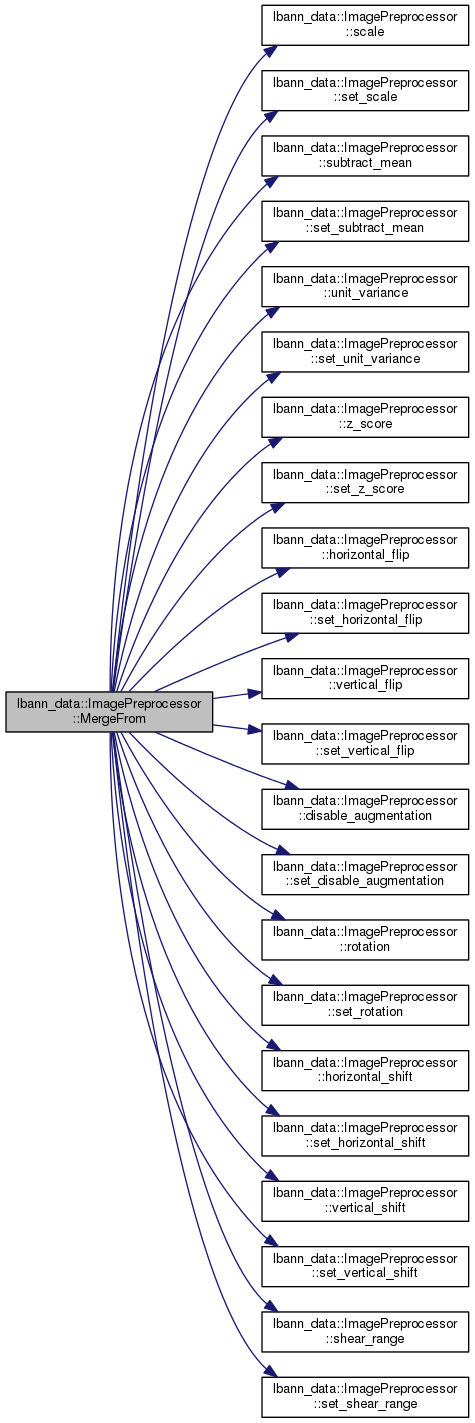 lbann_data::ImagePreprocessor
::scale
lbann_data::ImagePreprocessor
::set_scale
lbann_data::ImagePreprocessor
::subtract_mean
lbann_data::ImagePreprocessor
::set_subtract_mean
lbann_data::ImagePreprocessor
::unit_variance
lbann_data::ImagePreprocessor
::set_unit_variance
lbann_data::ImagePreprocessor
::z_score
lbann_data::ImagePreprocessor
::set_z_score
lbann_data::ImagePreprocessor
::horizontal_flip
lbann_data::ImagePreprocessor
::set_horizontal_flip
lbann_data::ImagePreprocessor
::vertical_flip
lbann_data::ImagePreprocessor
::MergeFrom
lbann_data::ImagePreprocessor
::set_vertical_flip
lbann_data::ImagePreprocessor
::disable_augmentation
lbann_data::ImagePreprocessor
::set_disable_augmentation
lbann_data::ImagePreprocessor
::rotation
lbann_data::ImagePreprocessor
::set_rotation
lbann_data::ImagePreprocessor
::horizontal_shift
lbann_data::ImagePreprocessor
::set_horizontal_shift
lbann_data::ImagePreprocessor
::vertical_shift
lbann_data::ImagePreprocessor
::set_vertical_shift
lbann_data::ImagePreprocessor
::shear_range
lbann_data::ImagePreprocessor
::set_shear_range